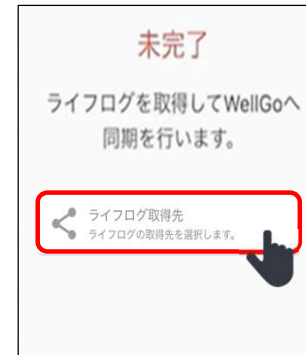 未完了
ライフログを取得してWellGoへ
同期を行います。
ライフログ取得先
ライフログの取得先を選択します。